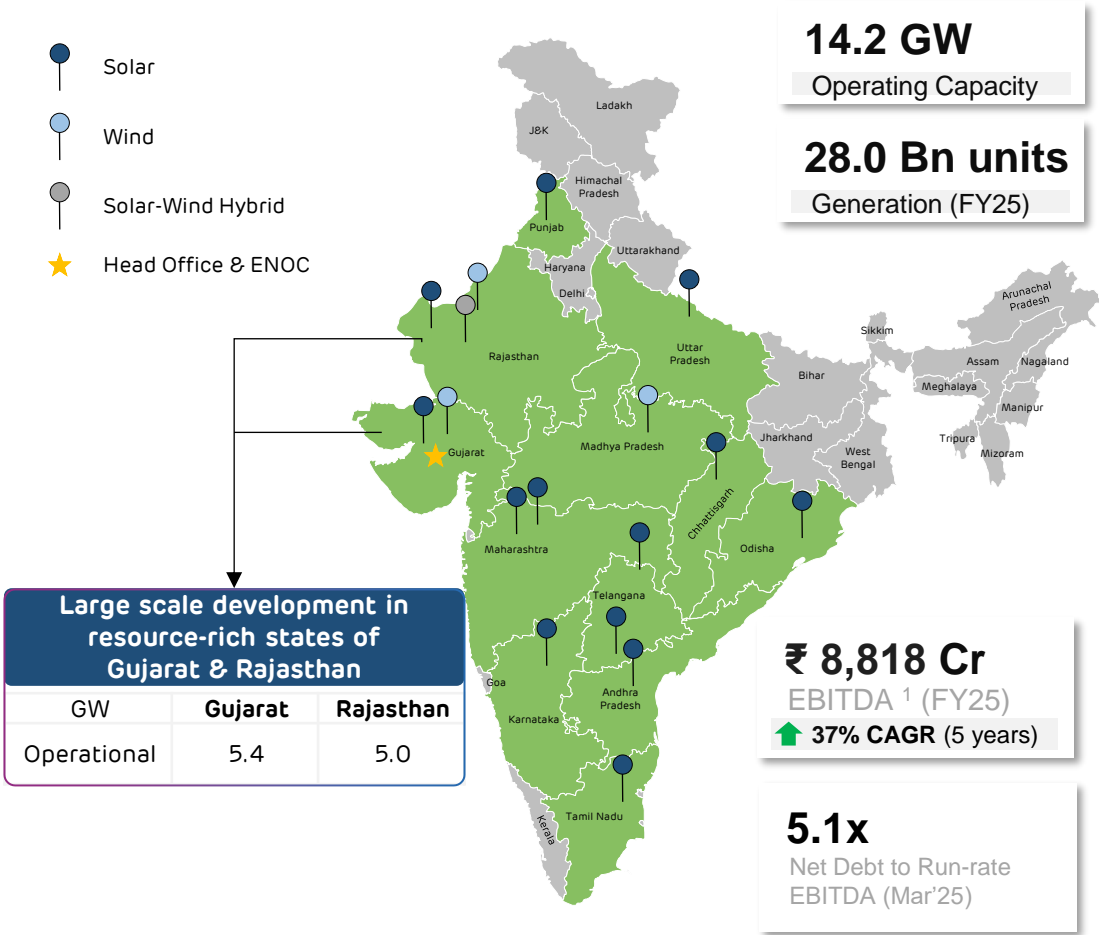 Solar
Wind
Solar-Wind Hybrid
Head Office & ENOC
14.2 GW
Operating Capacity
28.0 Bn units
Generation (FY25)
Ladakh
J&K
Himachal
Pradesh
Punjab
Uttarakhand
Haryana
Delhi
Arunachal
Pradesh
Sikkim
Rajasthan
Uttar
Pradesh
Assam
Nagaland
Bihar
Meghalaya
Manipur
Gujarat
Madhya Pradesh
Jharkhand
West
Bengal
Tripura
Mizoram
Chhattisgarh
Maharashtra
Odisha
Telangana
Large scale development in
resource-rich states of
Gujarat & Rajasthan
GW Gujarat Rajasthan
Operational 5.4 5.0
Goa
Karnataka
Andhra
Pradesh
Tamil Nadu
Kerala
₹ 8,818 Cr
EBITDA ¹ (FY25)
37% CAGR (5 years)
5.1x
Net Debt to Run-rate
EBITDA (Mar’25)